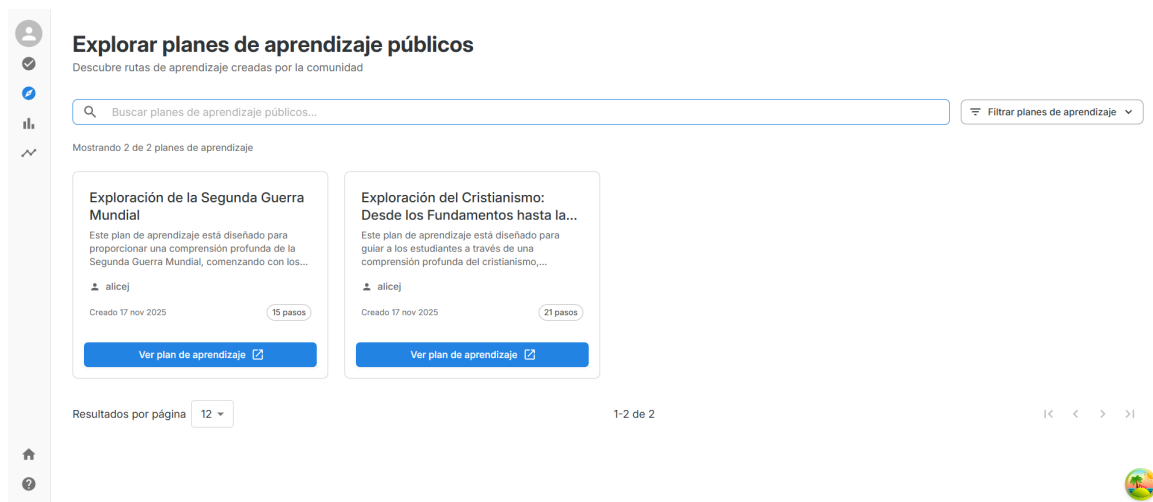 Explorar planes de aprendizaje públicos
Descubre rutas de aprendizaje creadas por la comunidad
Buscar planes de aprendizaje públicos...
Filtrar planes de aprendizaje
Mostrando 2 de 2 planes de aprendizaje
Exploración de la Segunda Guerra
Mundial
Este plan de aprendizaje está diseñado para
proporcionar una comprensión profunda de la
Segunda Guerra Mundial, comenzando con los...
alicej
Creado 17 nov 2025
15 pasos
Ver plan de aprendizaje
Exploración del Cristianismo:
Desde los Fundamentos hasta la...
Este plan de aprendizaje está diseñado para
guiar a los estudiantes a través de una
comprensión profunda del cristianismo,...
alicej
Creado 17 nov 2025
21 pasos
Ver plan de aprendizaje
Resultados por página 12
1-2 de 2